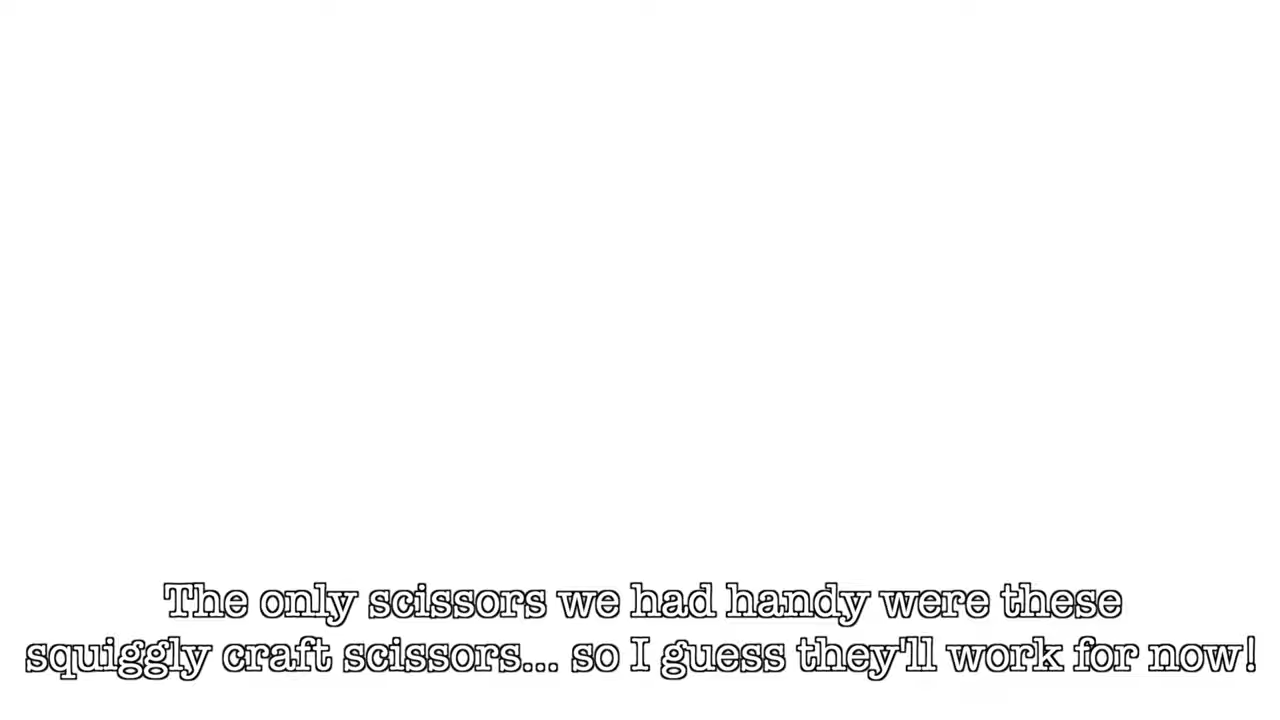 The only scissors we had handy were these
squiggly craft scissors... so I guess they'll work for now!